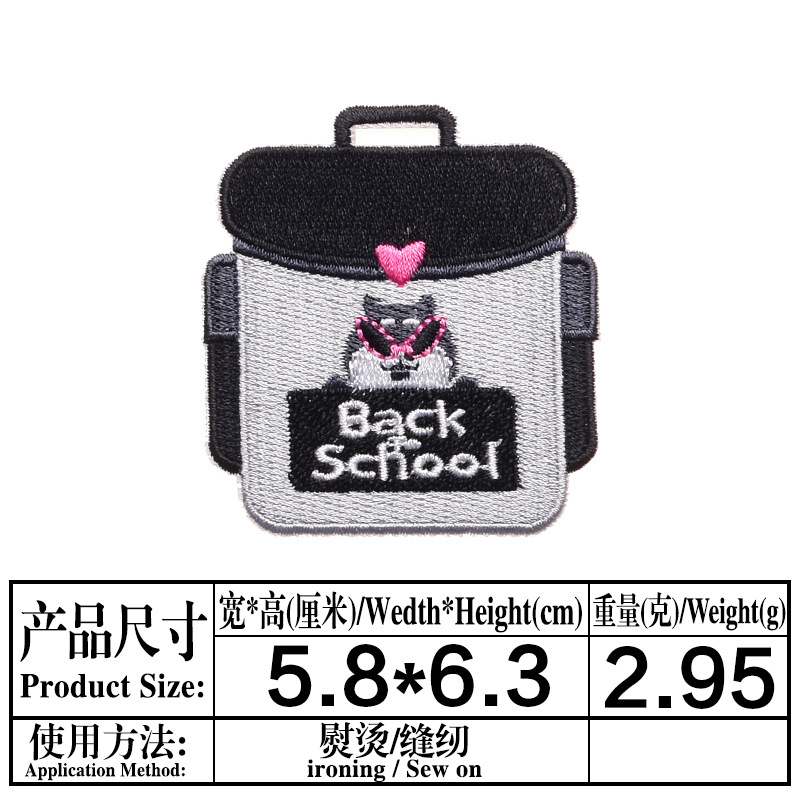 Back
School
产品尺寸
Product Size:
宽*高(厘米)/Wedth*Height(cm)
重量(克)/Weight(g)
5.8*6.3
2.95
使用方法:
Application Method:
熨烫/缝纫
ironing / Sew on